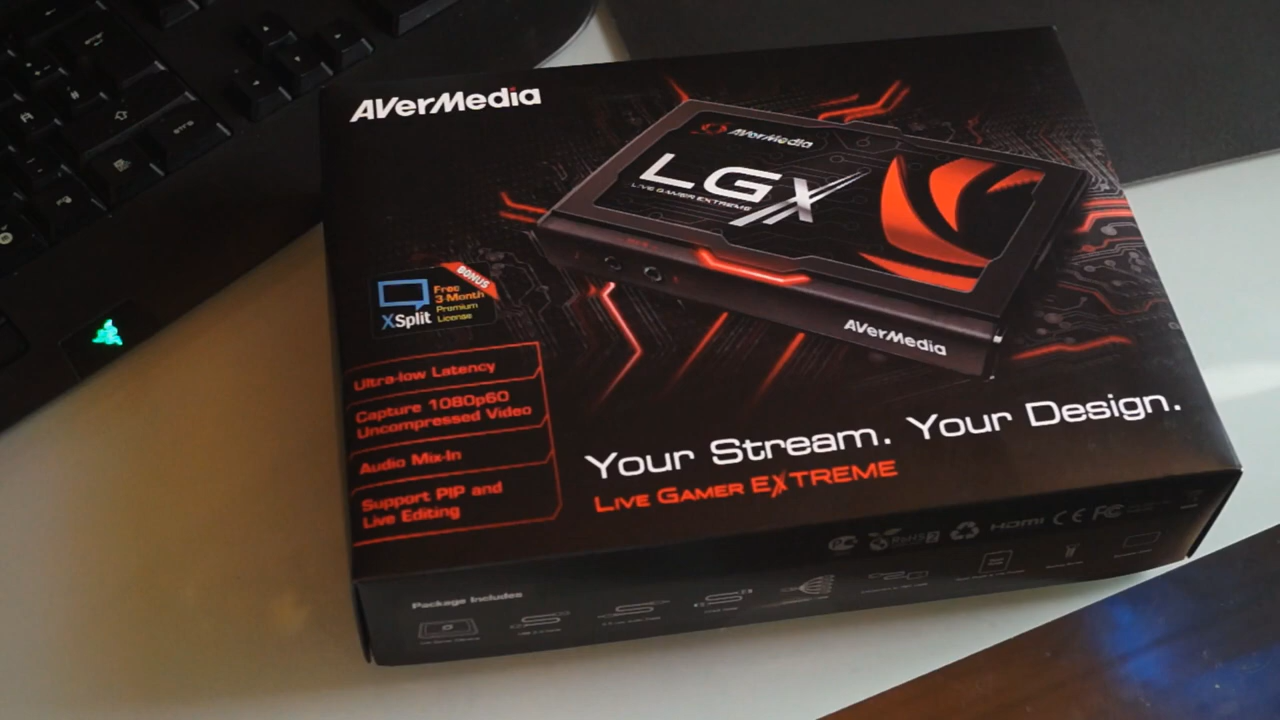 AVerMedia
AVerMedia
LGX
LIVE GAMER EXTREME
AVerMedia
BONUS
XSplit
Free
3-Month
Premium
License
Ultra-low Latency
Capture 1080p60
Uncompressed Video
Audio Mix-In
Support PIP and
Live Editing
Your Stream. Your Design.
LIVE GAMER EXTREME
RoHS
HDMI CE FC
Package Includes